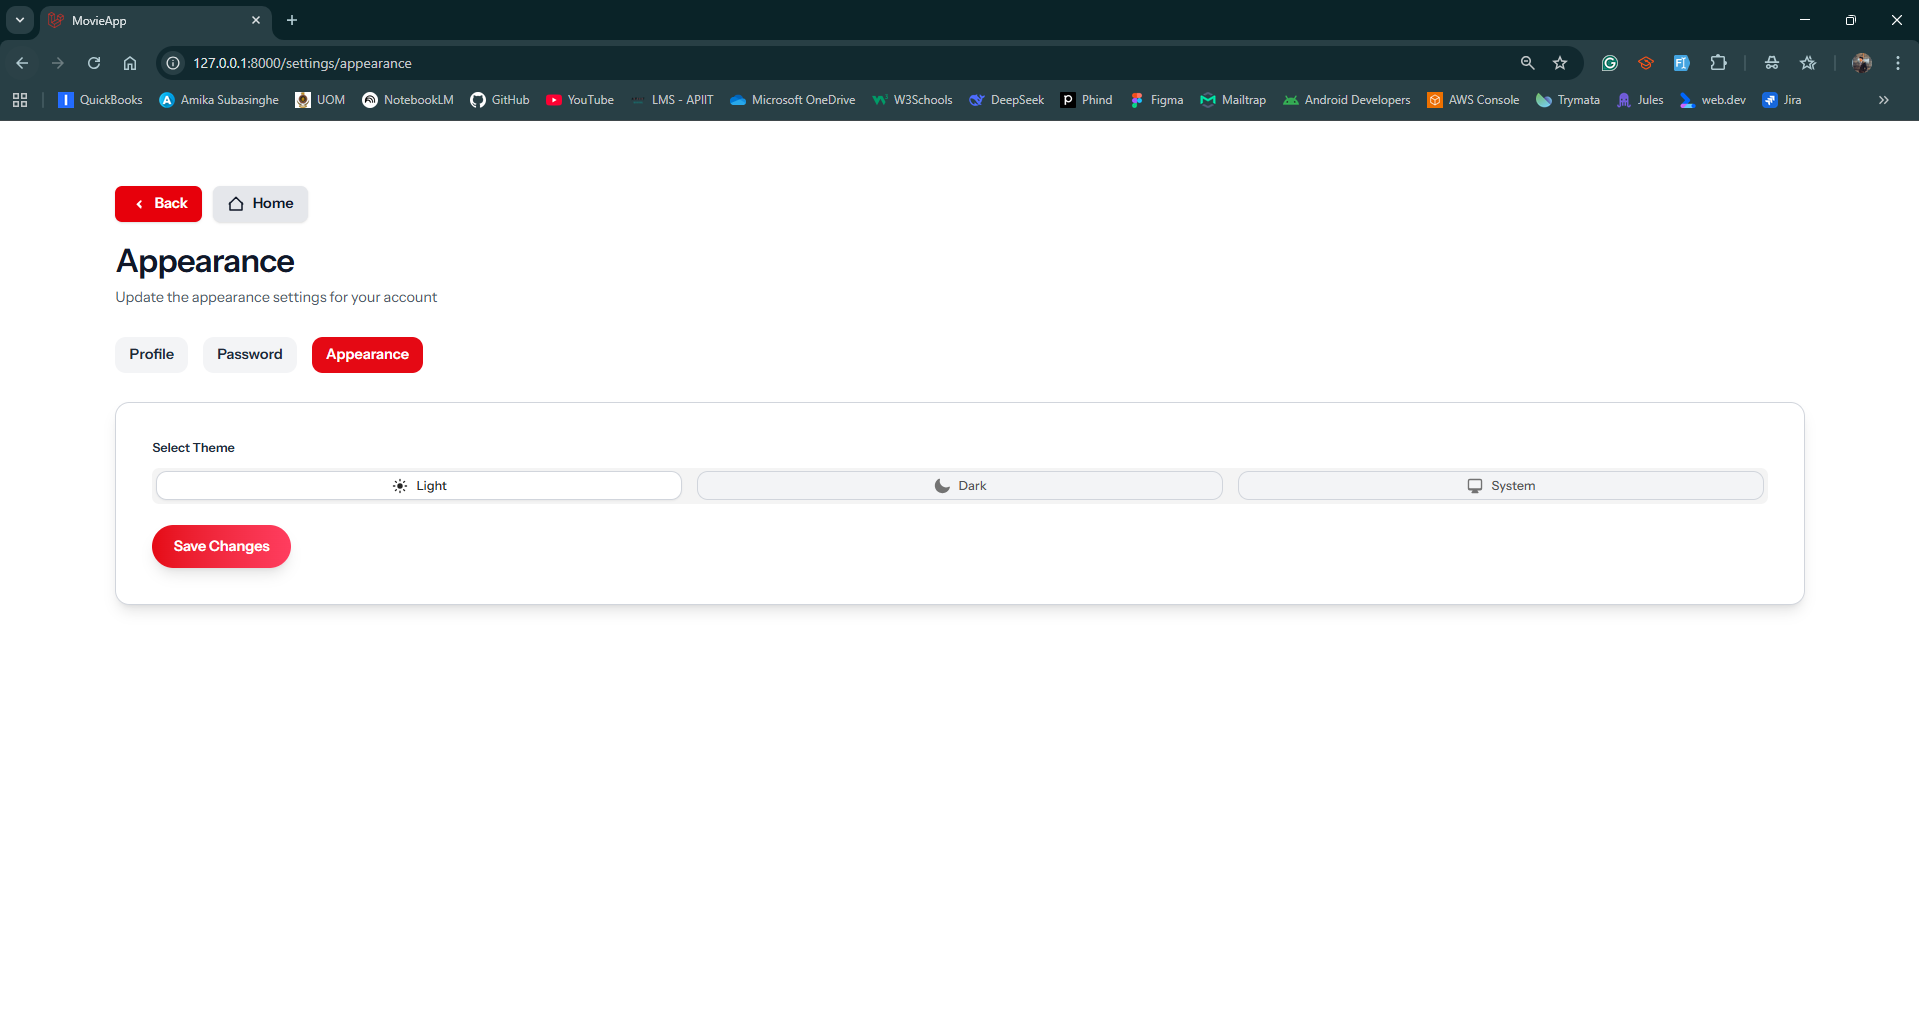 MovieApp
127.0.0.1:8000/settings/appearance
QuickBooks Amika Subasinghe UOM NotebookLM GitHub YouTube LMS - APIIT Microsoft OneDrive W3Schools DeepSeek Phind Figma Mailtrap Android Developers AWS Console Trymata Jules web.dev Jira
Back Home
Appearance
Update the appearance settings for your account
Profile Password Appearance
Select Theme
Light Dark System
Save Changes